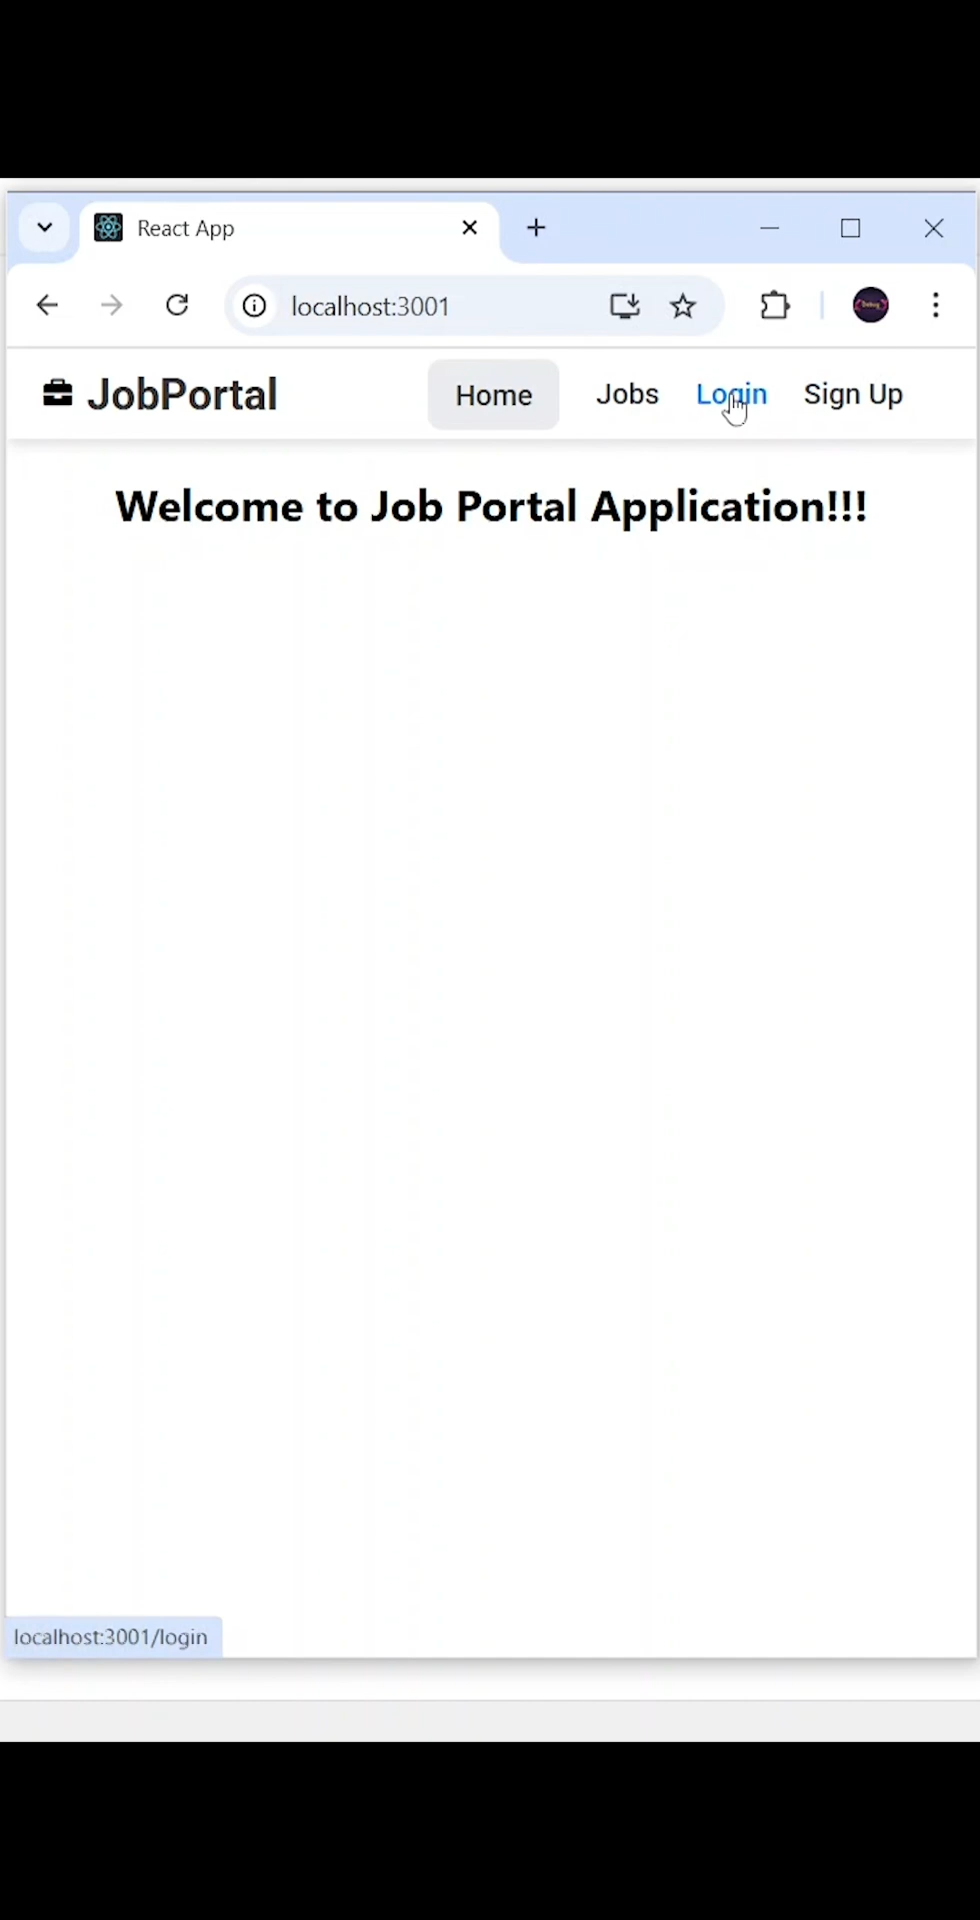 React App
localhost:3001
JobPortal Home Jobs Login Sign Up
Welcome to Job Portal Application!!!
localhost:3001/login